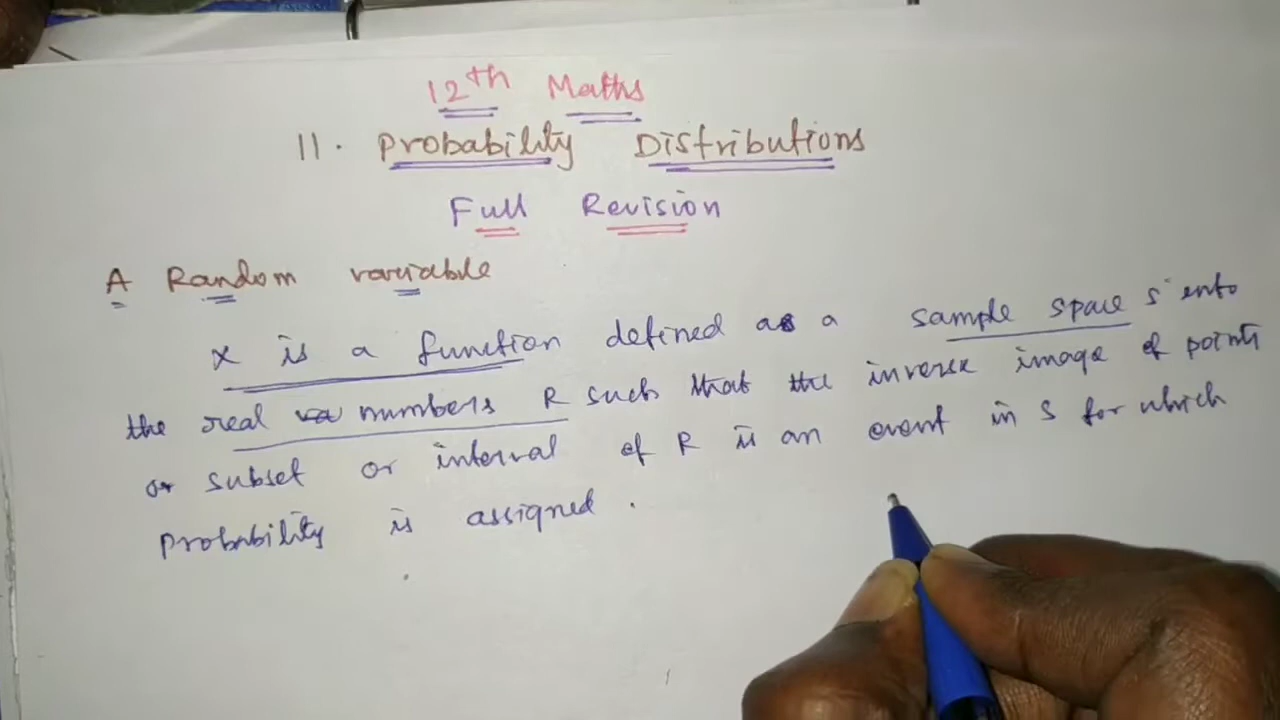 12th Maths
11. Probability Distributions
Full Revision
A Random variable
X is a function defined as a sample space S into
the real numbers R such that the inverse image of points
or subset or interval of R is an event in S for which
probability is assigned.